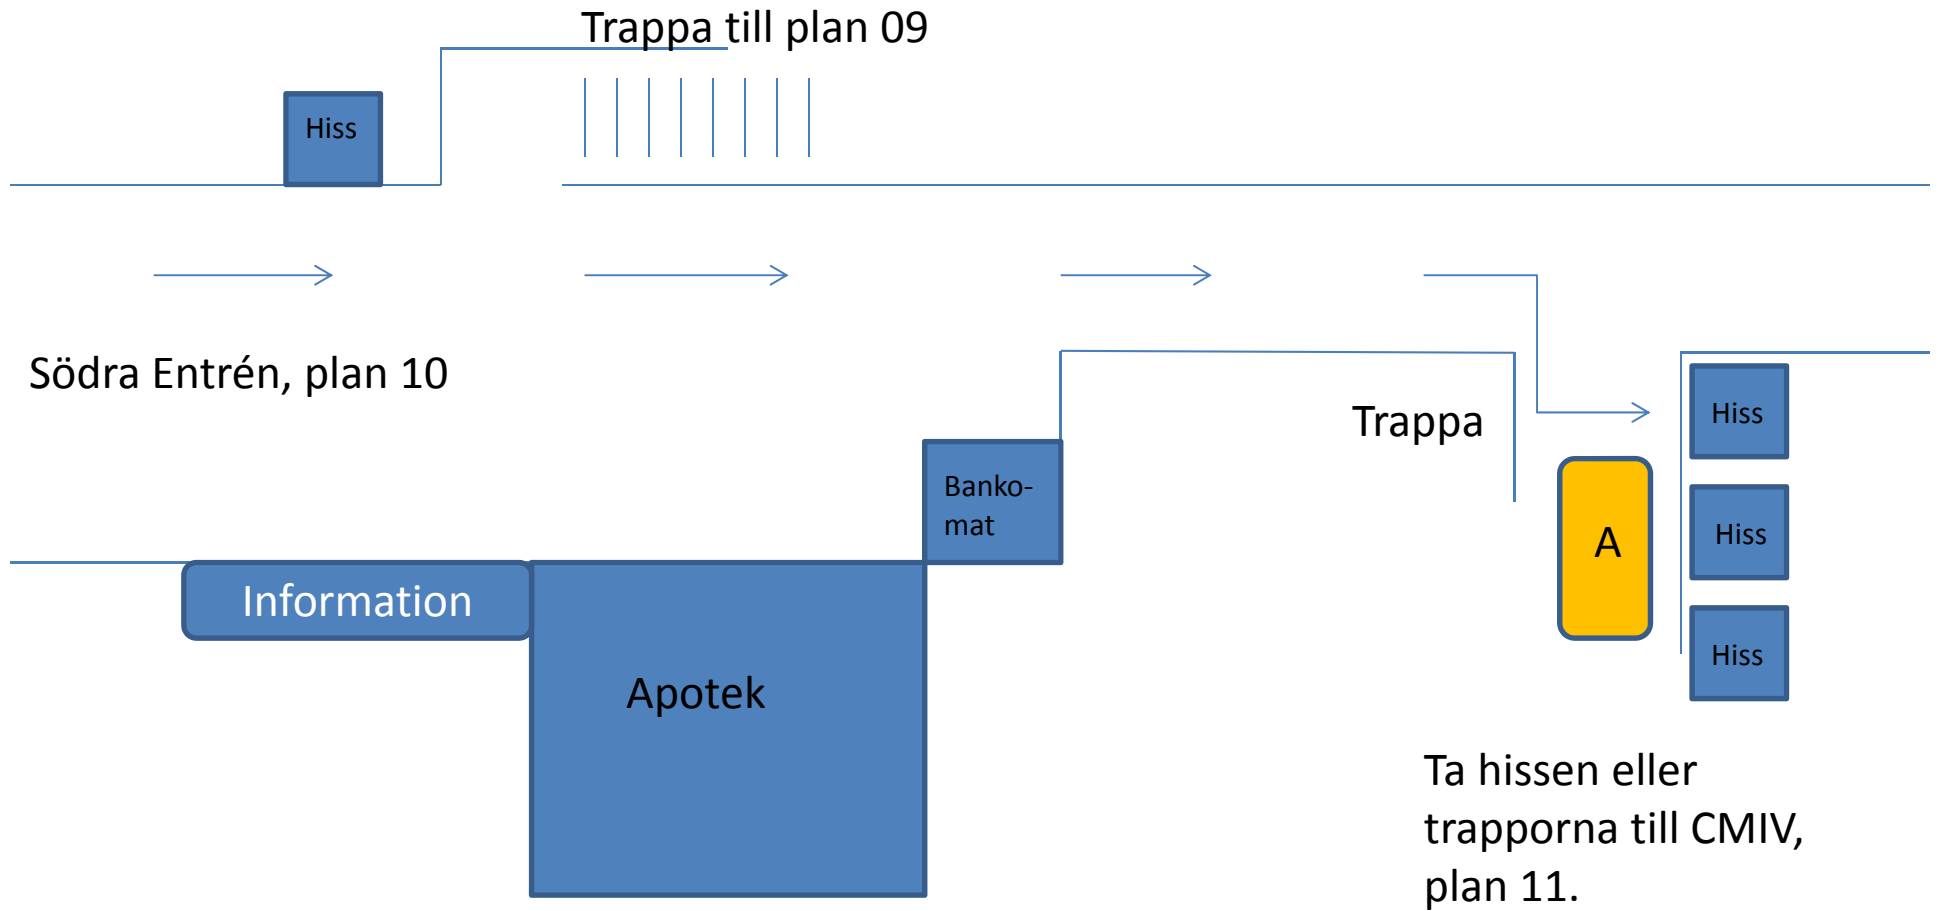 Trappa till plan 09
Hiss
Södra Entrén, plan 10
Trappa
Hiss
Banko-
mat
A
Hiss
Information
Hiss
Apotek
Ta hissen eller
trapporna till CMIV,
plan 11.